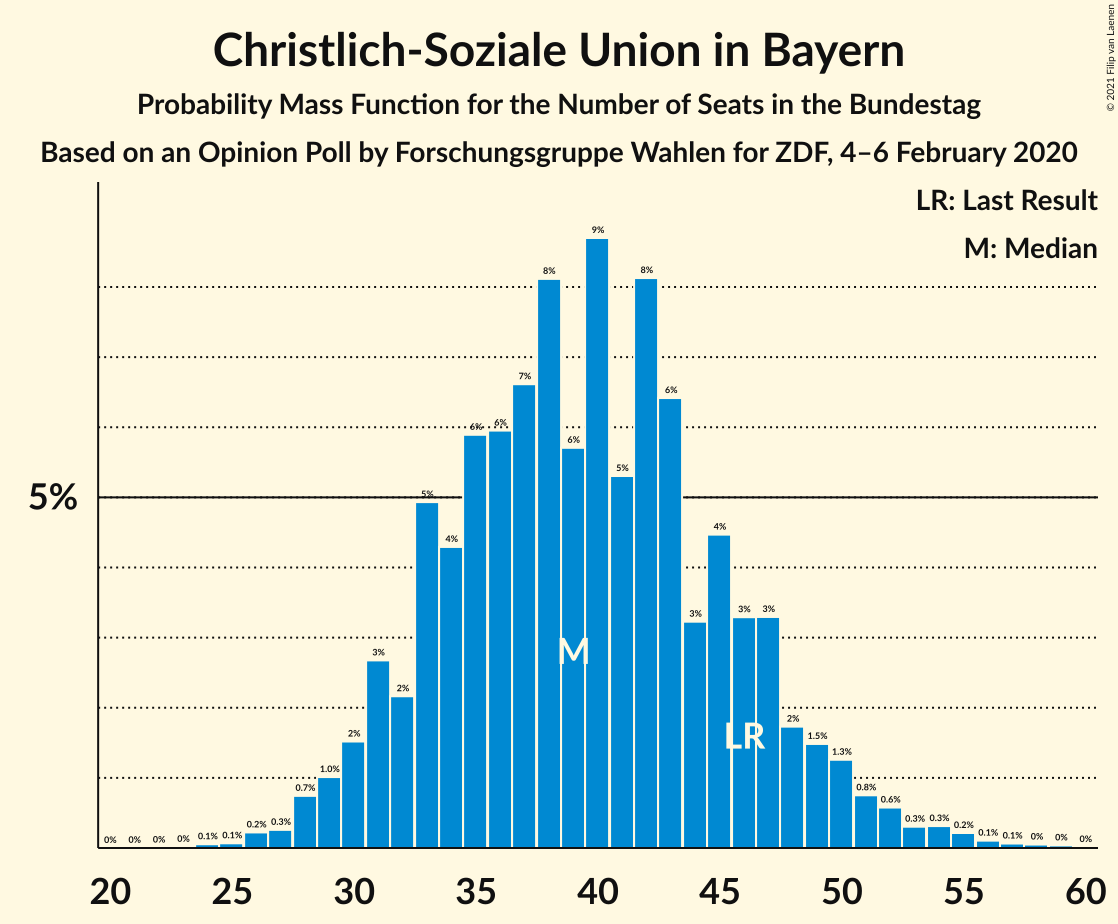 Christlich-Soziale Union in Bayern
Probability Mass Function for the Number of Seats in the Bundestag
Based on an Opinion Poll by Forschungsgruppe Wahlen for ZDF, 4–6 February 2020
© 2021 Filip van Laenen
LR: Last Result
M: Median
5%
0% 0% 0% 0% 0.1% 0.1% 0.2% 0.3% 0.7% 1.0% 2% 3% 2% 5% 4% 6% 6% 7% 8% 6% 9% 5% 8% 6% 3% 4% 3% 3% 2% 1.5% 1.3% 0.8% 0.6% 0.3% 0.3% 0.2% 0.1% 0.1% 0% 0% 0%
M
LR
20 25 30 35 40 45 50 55 60